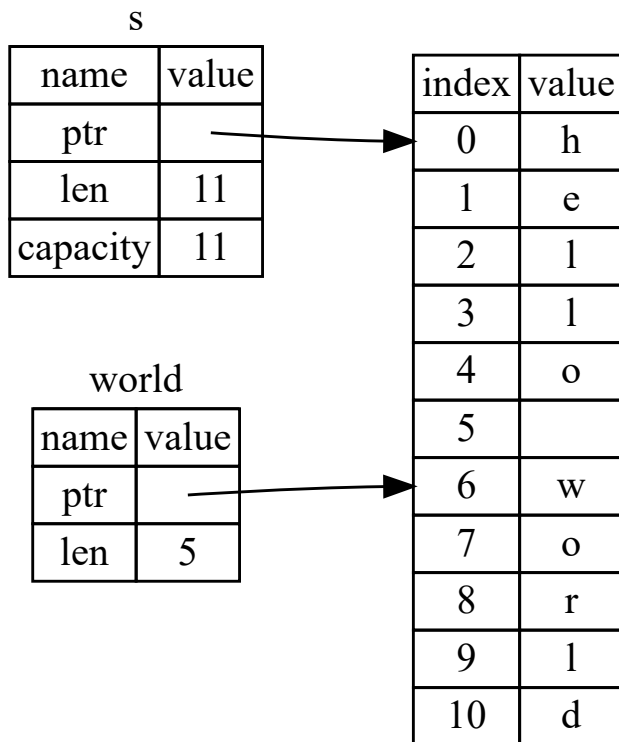 s
name value
ptr
len 11
capacity 11
world
name value
ptr
len 5
index value
0 h
1 e
2 l
3 l
4 o
5
6 w
7 o
8 r
9 l
10 d